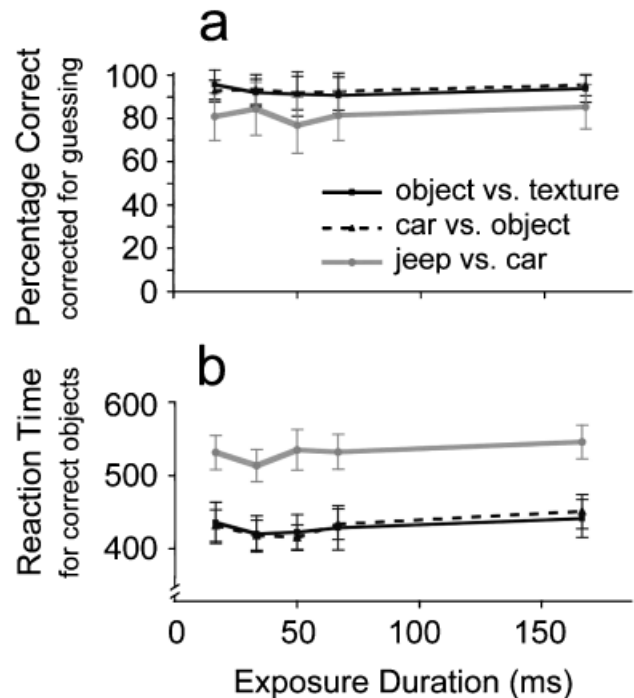 a
Percentage Correct
corrected for guessing
100
80
60
40
20
0
object vs. texture
car vs. object
jeep vs. car
b
Reaction Time
for correct objects
600
500
400
0
50
100
150
Exposure Duration (ms)